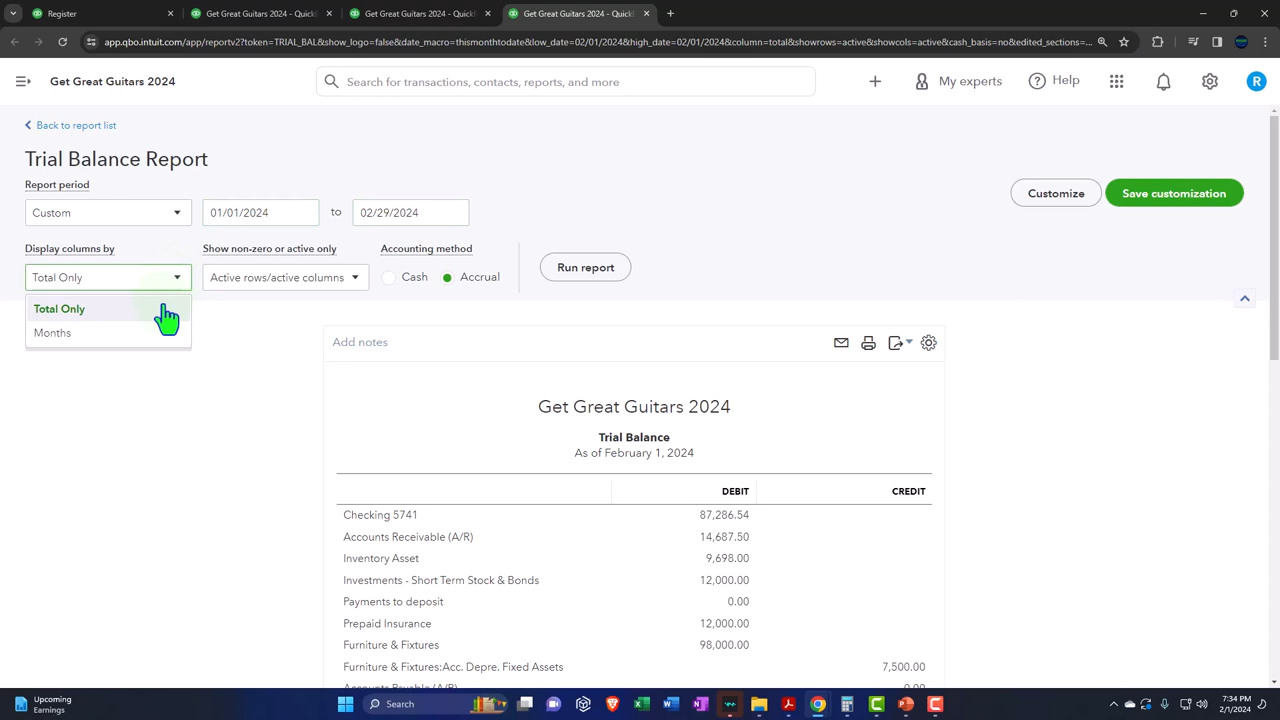 Register
Get Great Guitars 2024 - Quick
Get Great Guitars 2024 - Quick
Get Great Guitars 2024 - Quick
app.qbo.intuit.com/app/reportv2?token=TRIAL_BAL&show_logo=false&date_macro=thismonthtodate&low_date=02/01/2024&high_date=02/01/2024&column=total&showrows=active&showcols=active&cash_basis=no&edited_sections=...
Get Great Guitars 2024
Search for transactions, contacts, reports, and more
My experts
Help
R
Back to report list
Trial Balance Report
Report period
Custom
01/01/2024
to
02/29/2024
Customize
Save customization
Display columns by
Show non-zero or active only
Accounting method
Total Only
Active rows/active columns
Cash
Accrual
Run report
Total Only
Months
Add notes
Get Great Guitars 2024
Trial Balance
As of February 1, 2024
DEBIT CREDIT
Checking 5741 87,286.54
Accounts Receivable (A/R) 14,687.50
Inventory Asset 9,698.00
Investments - Short Term Stock & Bonds 12,000.00
Payments to deposit 0.00
Prepaid Insurance 12,000.00
Furniture & Fixtures 98,000.00
Furniture & Fixtures:Acc. Depre. Fixed Assets 7,500.00
Accounts Payable (A/P) 0.00
Upcoming
Earnings
Search
7:34 PM
2/1/2024